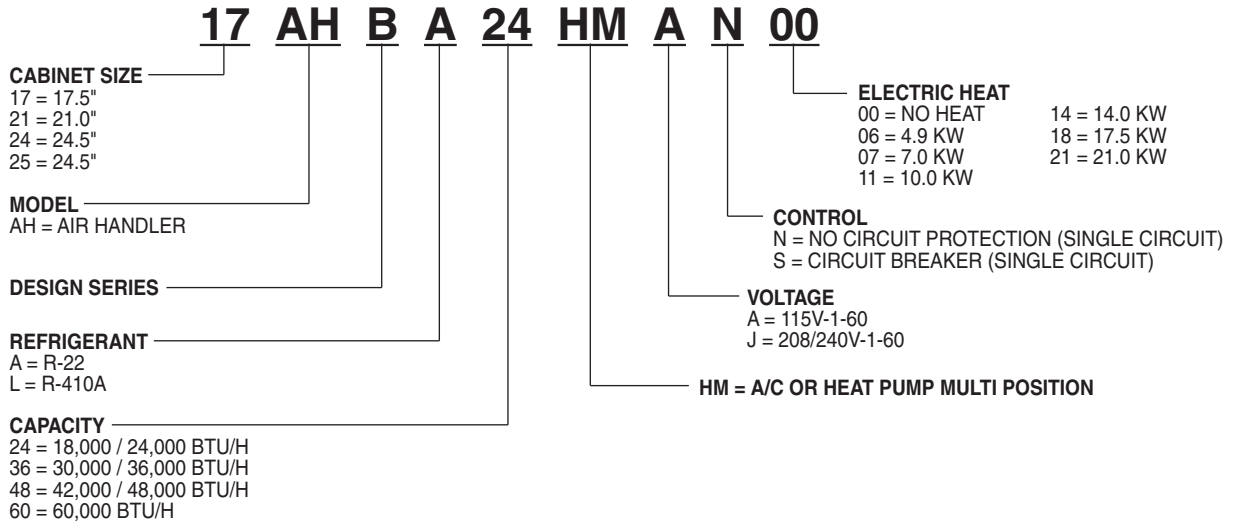 17 AH B A 24 HM A N 00
CABINET SIZE
17 = 17.5"
21 = 21.0"
24 = 24.5"
25 = 24.5"
MODEL
AH = AIR HANDLER
DESIGN SERIES
REFRIGERANT
A = R-22
L = R-410A
CAPACITY
24 = 18,000 / 24,000 BTU/H
36 = 30,000 / 36,000 BTU/H
48 = 42,000 / 48,000 BTU/H
60 = 60,000 BTU/H
ELECTRIC HEAT
00 = NO HEAT 14 = 14.0 KW
06 = 4.9 KW 18 = 17.5 KW
07 = 7.0 KW 21 = 21.0 KW
11 = 10.0 KW
CONTROL
N = NO CIRCUIT PROTECTION (SINGLE CIRCUIT)
S = CIRCUIT BREAKER (SINGLE CIRCUIT)
VOLTAGE
A = 115V-1-60
J = 208/240V-1-60
HM = A/C OR HEAT PUMP MULTI POSITION